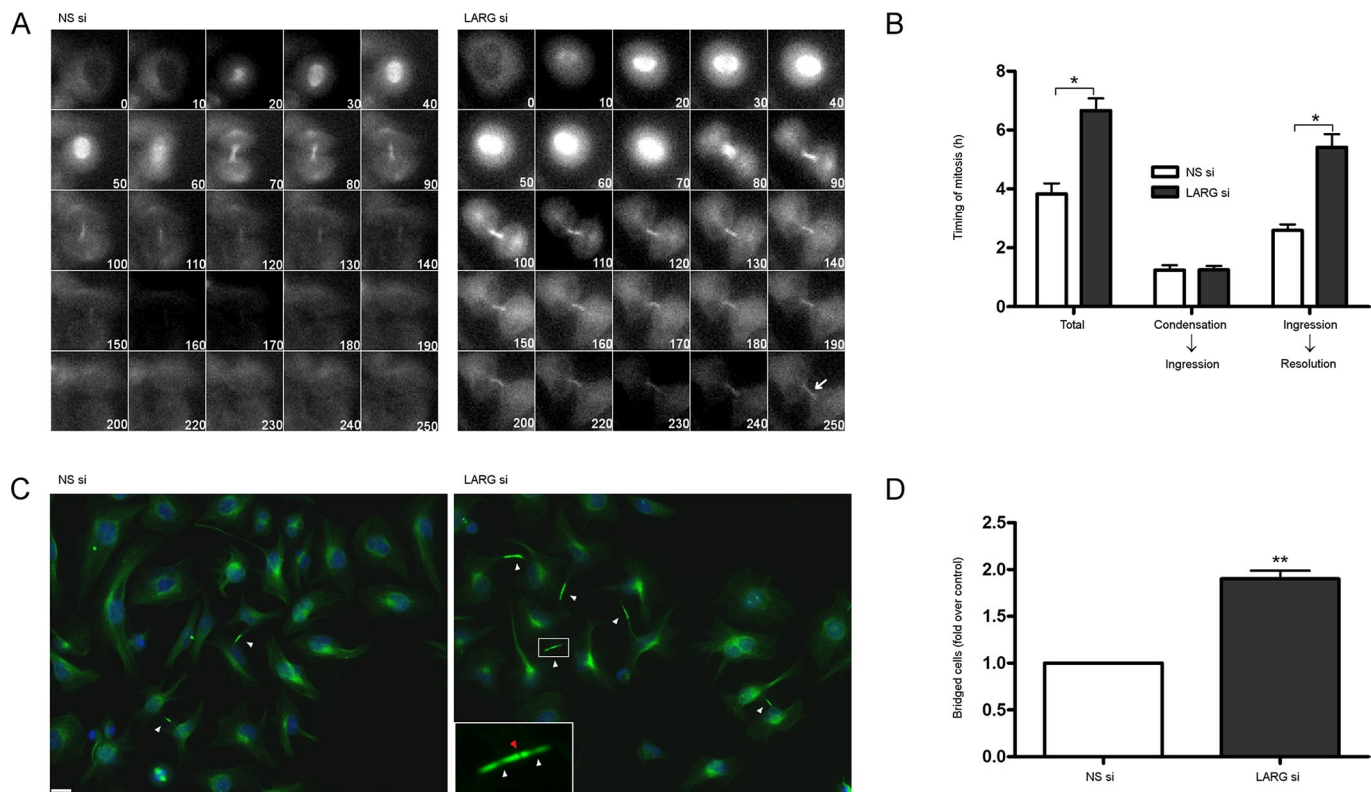 A
NS si
0 10 20 30 40
50 60 70 80 90
100 110 120 130 140
150 160 170 180 190
200 220 230 240 250
LARG si
0 10 20 30 40
50 60 70 80 90
100 110 120 130 140
150 160 170 180 190
200 220 230 240 250
B
Timing of mitosis (h)
8
6
4
2
0
*
*
NS si
LARG si
Total
Condensation
↓
Ingression
Ingression
↓
Resolution
C
NS si
LARG si
D
Bridged cells (fold over control)
2.5
2.0
1.5
1.0
0.5
0.0
**
NS si
LARG si